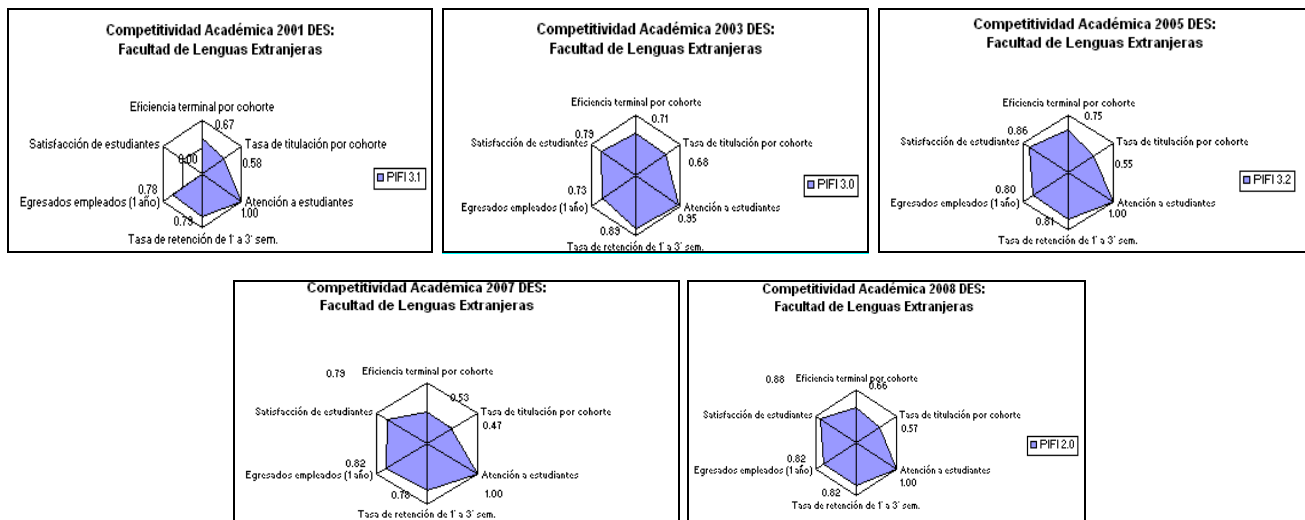 Competitividad Académica 2001 DES:
Facultad de Lenguas Extranjeras
Eficiencia terminal por cohorte
0.67
Satisfacción de estudiantes
Tasa de titulación por cohorte
0.00
0.58
0.78
PIFI 3.1
Egresados empleados (1 año)
Atención a estudiantes
0.79
1.00
Tasa de retención de 1' a 3' sem.
Competitividad Académica 2003 DES:
Facultad de Lenguas Extranjeras
Eficiencia terminal por cohorte
0.71
0.79
Satisfacción de estudiantes
Tasa de titulación por cohorte
0.68
0.73
PIFI 3.0
Egresados empleados (1 año)
Atención a estudiantes
0.89
0.95
Tasa de retención de 1' a 3' sem.
Competitividad Académica 2005 DES:
Facultad de Lenguas Extranjeras
Eficiencia terminal por cohorte
0.75
0.86
Satisfacción de estudiantes
Tasa de titulación por cohorte
0.55
0.80
PIFI 3.2
Egresados empleados (1 año)
Atención a estudiantes
0.81
1.00
Tasa de retención de 1' a 3' sem.
Competitividad Académica 2007 DES:
Facultad de Lenguas Extranjeras
0.79
Eficiencia terminal por cohorte
0.53
Satisfacción de estudiantes
Tasa de titulación por cohorte
0.47
0.82
Egresados empleados (1 año)
Atención a estudiantes
0.78
1.00
Tasa de retención de 1' a 3' sem.
Competitividad Académica 2008 DES:
Facultad de Lenguas Extranjeras
0.88
Eficiencia terminal por cohorte
0.66
Satisfacción de estudiantes
Tasa de titulación por cohorte
0.57
PIFI 2.0
0.82
Egresados empleados (1 año)
Atención a estudiantes
0.82
1.00
Tasa de retención de 1' a 3' sem.